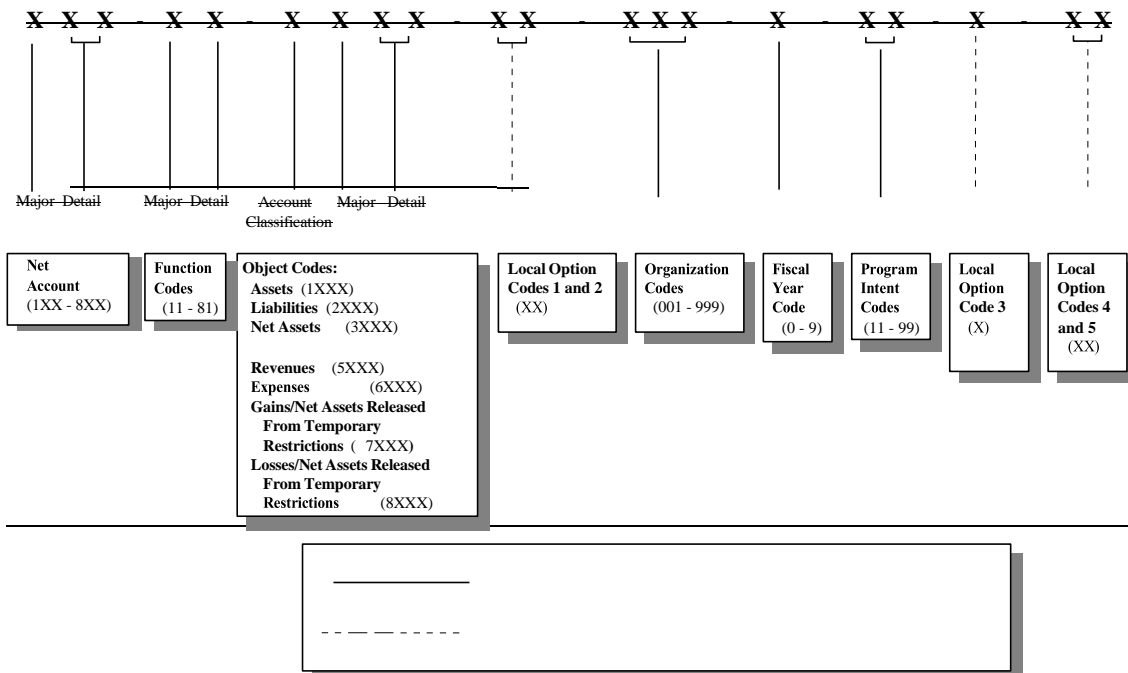 X X X - X X - X X X X - X X - X X X - X - X X - X - X X
Major Detail Major Detail Account Major Detail
Classification
Net
Account
(1XX - 8XX)
Function
Codes
(11 - 81)
Object Codes:
Assets (1XXX)
Liabilities (2XXX)
Net Assets (3XXX)
Revenues (5XXX)
Expenses (6XXX)
Gains/Net Assets Released
From Temporary
Restrictions ( 7XXX)
Losses/Net Assets Released
From Temporary
Restrictions (8XXX)
Local Option
Codes 1 and 2
(XX)
Organization
Codes
(001 - 999)
Fiscal
Year
Code
(0 - 9)
Program
Intent
Codes
(11 - 99)
Local
Option
Code 3
(X)
Local
Option
Codes 4
and 5
(XX)